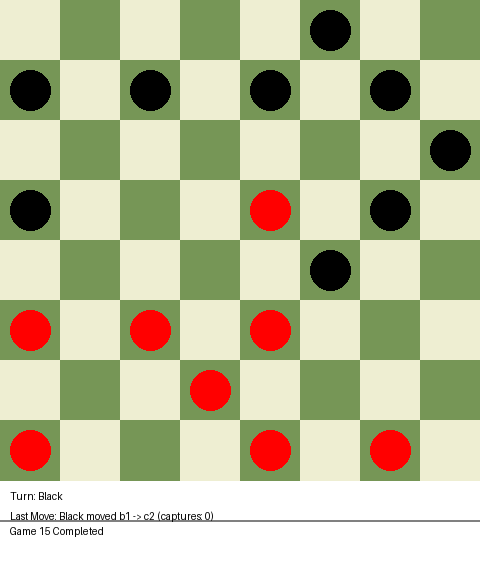 Turn: Black
Last Move: Black moved b1 -> c2 (captures: 0)
Game 15 Completed